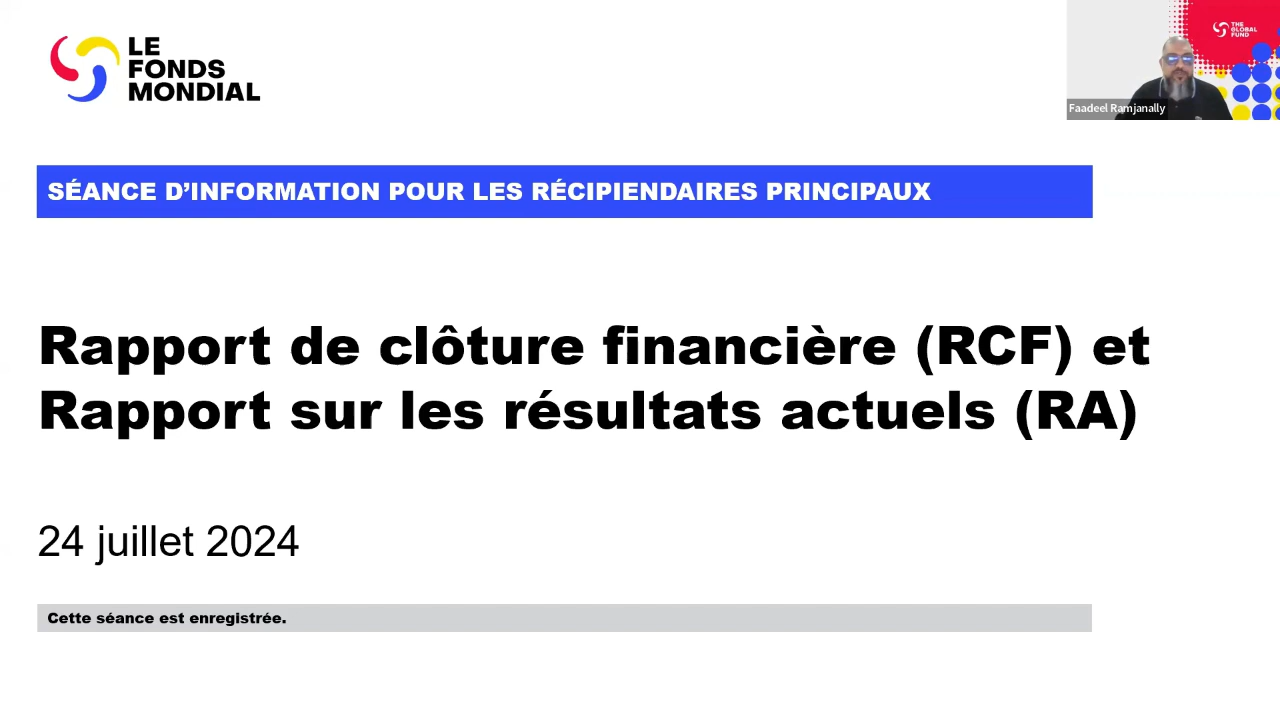 LE
FONDS
MONDIAL
THE
GLOBAL
FUND
Faadeel Ramjanally
SÉANCE D’INFORMATION POUR LES RÉCIPIENDAIRES PRINCIPAUX
Rapport de clôture financière (RCF) et
Rapport sur les résultats actuels (RA)
24 juillet 2024
Cette séance est enregistrée.